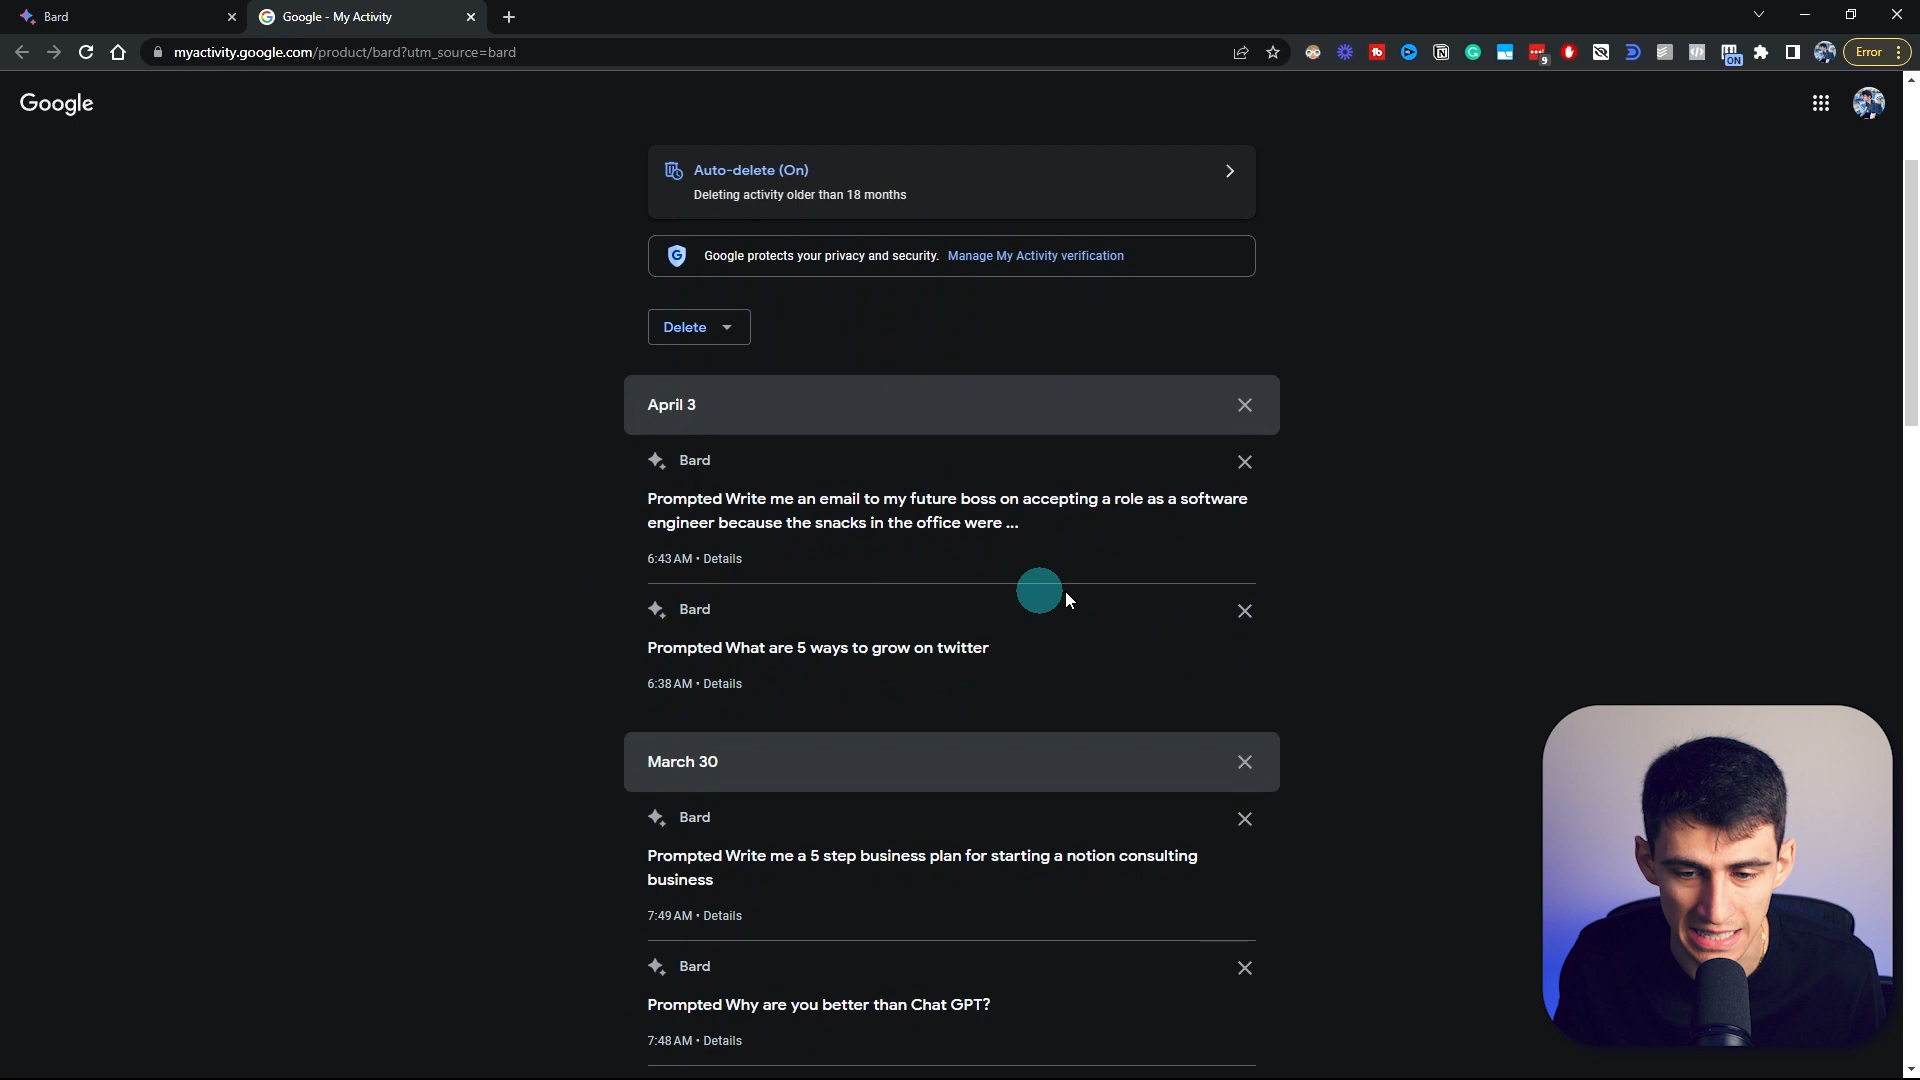 Bard
Google - My Activity
myactivity.google.com/product/bard?utm_source=bard
9
ON
Error
Google
Auto-delete (On)
Deleting activity older than 18 months
Google protects your privacy and security. Manage My Activity verification
Delete
April 3
Bard
Prompted Write me an email to my future boss on accepting a role as a software
engineer because the snacks in the office were ...
6:43 AM • Details
Bard
Prompted What are 5 ways to grow on twitter
6:38 AM • Details
March 30
Bard
Prompted Write me a 5 step business plan for starting a notion consulting
business
7:49 AM • Details
Bard
Prompted Why are you better than Chat GPT?
7:48 AM • Details